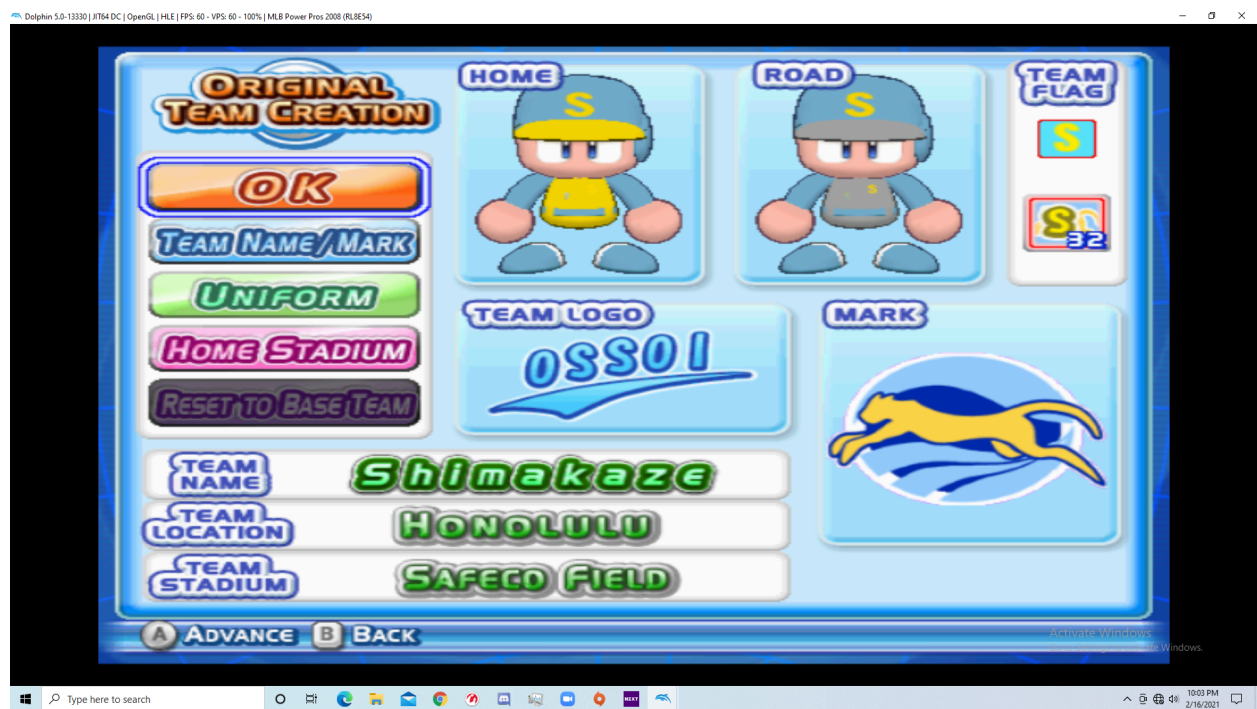 Dolphin 5.0-13330 | JIT64 DC | OpenGL | HLE | FPS: 60 - VPS: 60 - 100% | MLB Power Pros 2008 (RL8E54)
ORIGINAL
TEAM CREATION
HOME
S
ROAD
S
S
TEAM
FLAG
S
S
32
OK
TEAM NAME/MARK
UNIFORM
HOME STADIUM
RESET TO BASE TEAM
TEAM LOGO
OSSOI
MARK
TEAM
NAME
Shimakaze
TEAM
LOCATION
HONOLULU
TEAM
STADIUM
SAFECO FIELD
A ADVANCE B BACK
Activate Windows
Windows.
Type here to search
NEXT
10:03 PM
2/16/2021